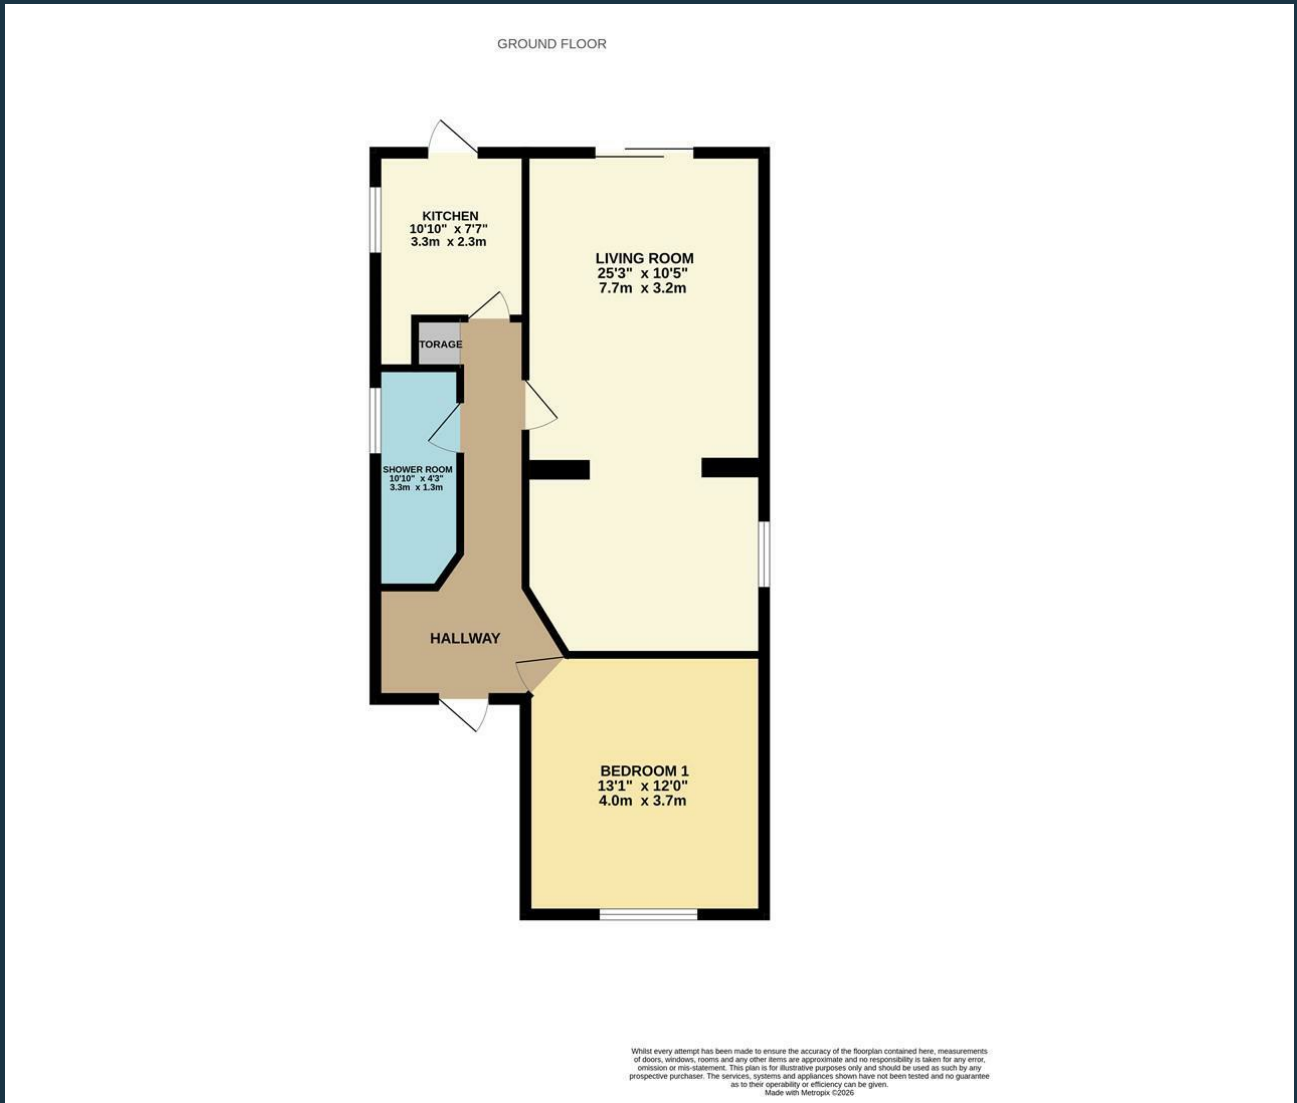 GROUND FLOOR
KITCHEN
10'10" x 7'7"
3.3m x 2.3m
LIVING ROOM
25'3" x 10'5"
7.7m x 3.2m
TORAGE
SHOWER ROOM
10'10" x 4'3"
3.3m x 1.3m
HALLWAY
BEDROOM 1
13'1" x 12'0"
4.0m x 3.7m
Whilst every attempt has been made to ensure the accuracy of the floorplan contained here, measurements
of doors, windows, rooms and any other items are approximate and no responsibility is taken for any error,
omission or mis-statement. This plan is for illustrative purposes only and should be used as such by any
prospective purchaser. The services, systems and appliances shown have not been tested and no guarantee
as to their operability or efficiency can be given.
Made with Metropix ©2026